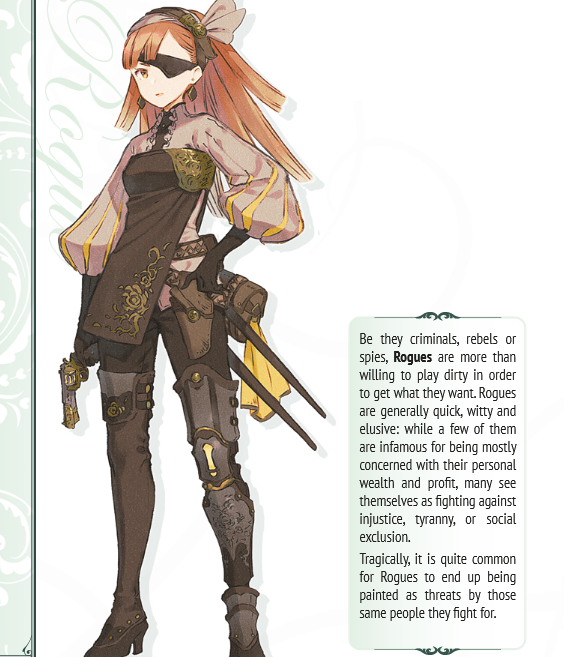 Rogue
Be they criminals, rebels or
spies, Rogues are more than
willing to play dirty in order
to get what they want. Rogues
are generally quick, witty and
elusive: while a few of them
are infamous for being mostly
concerned with their personal
wealth and profit, many see
themselves as fighting against
injustice, tyranny, or social
exclusion.
Tragically, it is quite common
for Rogues to end up being
painted as threats by those
same people they fight for.